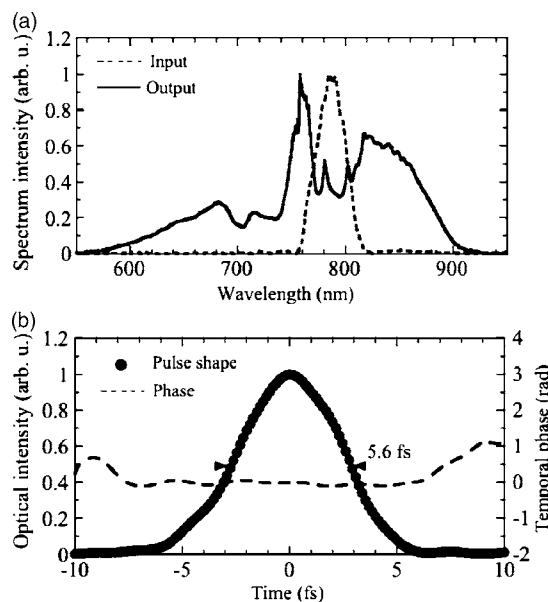 (a)
Spectrum intensity (arb. u.)
1.2
1
0.8
0.6
0.4
0.2
0
Input
Output
600
700
800
900
Wavelength (nm)
(b)
Optical intensity (arb. u.)
1.2
1
0.8
0.6
0.4
0.2
0
Pulse shape
Phase
5.6 fs
4
3
2
1
0
-1
-2
Temporal phase (rad)
-10
-5
0
5
10
Time (fs)